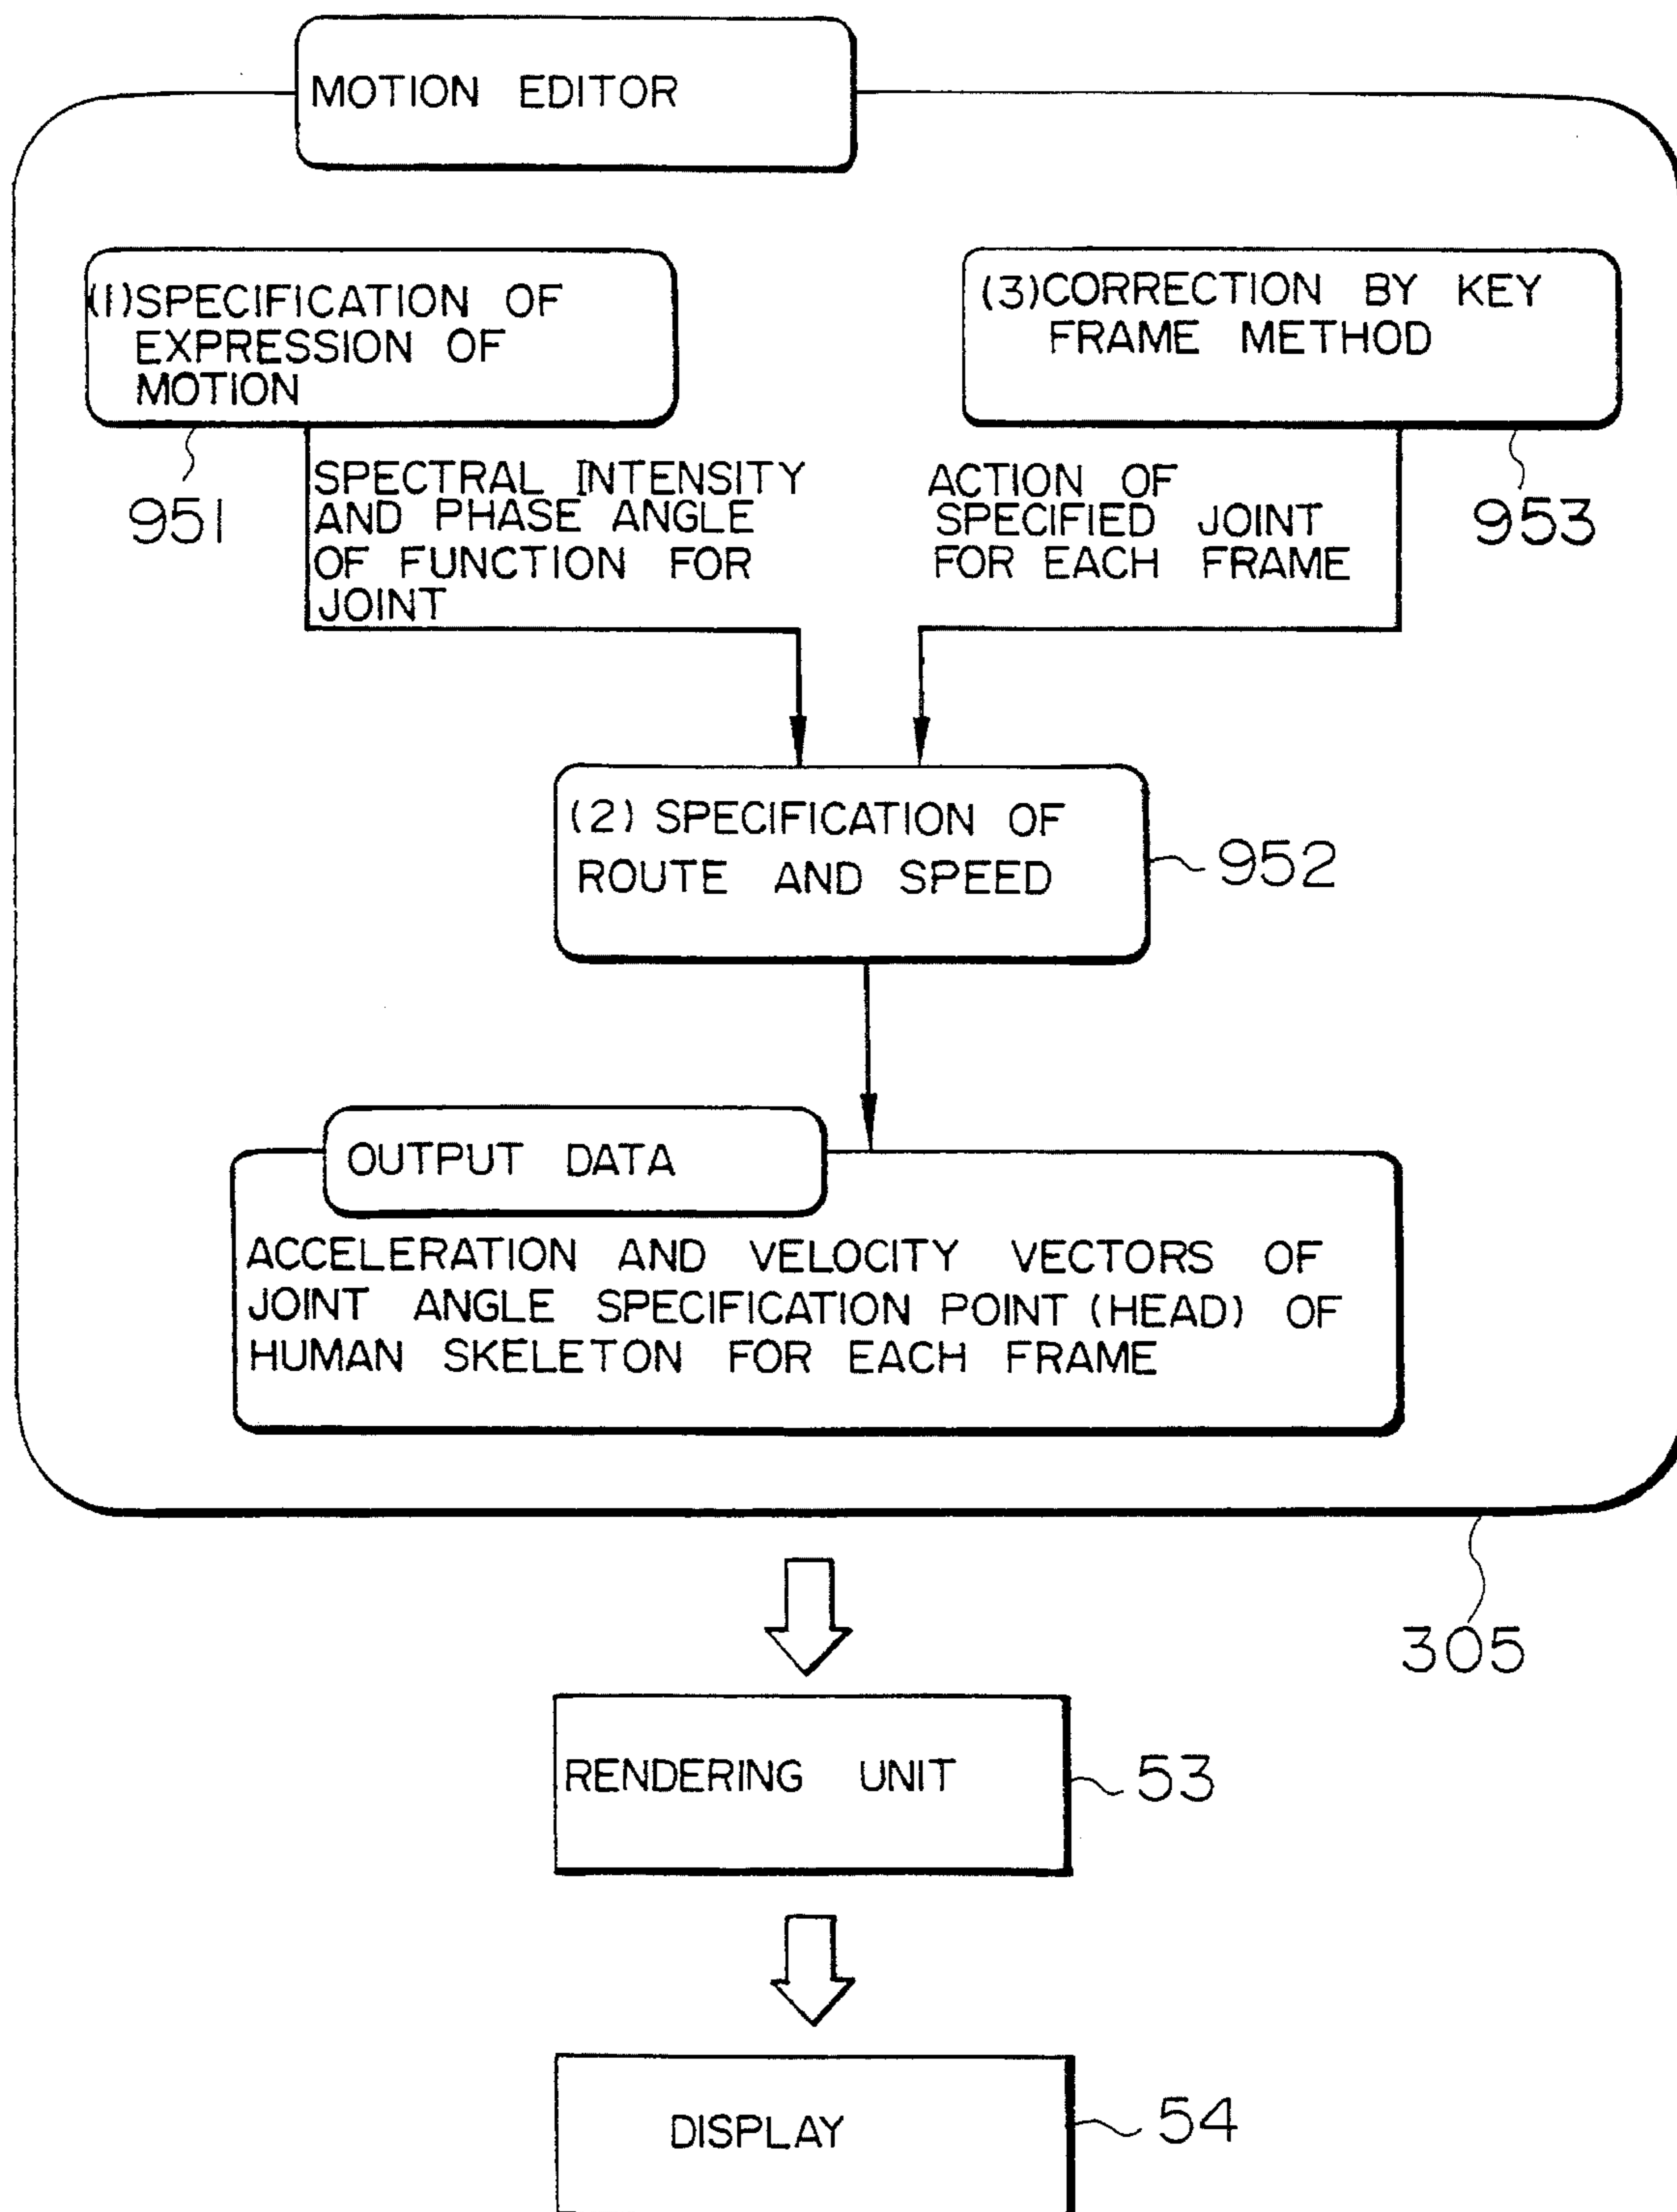 MOTION EDITOR
(1)SPECIFICATION OF
EXPRESSION OF
MOTION
951
(3)CORRECTION BY KEY
FRAME METHOD
953
SPECTRAL INTENSITY
AND PHASE ANGLE
OF FUNCTION FOR
JOINT
ACTION OF
SPECIFIED JOINT
FOR EACH FRAME
(2) SPECIFICATION OF
ROUTE AND SPEED
952
OUTPUT DATA
ACCELERATION AND VELOCITY VECTORS OF
JOINT ANGLE SPECIFICATION POINT (HEAD) OF
HUMAN SKELETON FOR EACH FRAME
305
RENDERING UNIT
53
DISPLAY
54